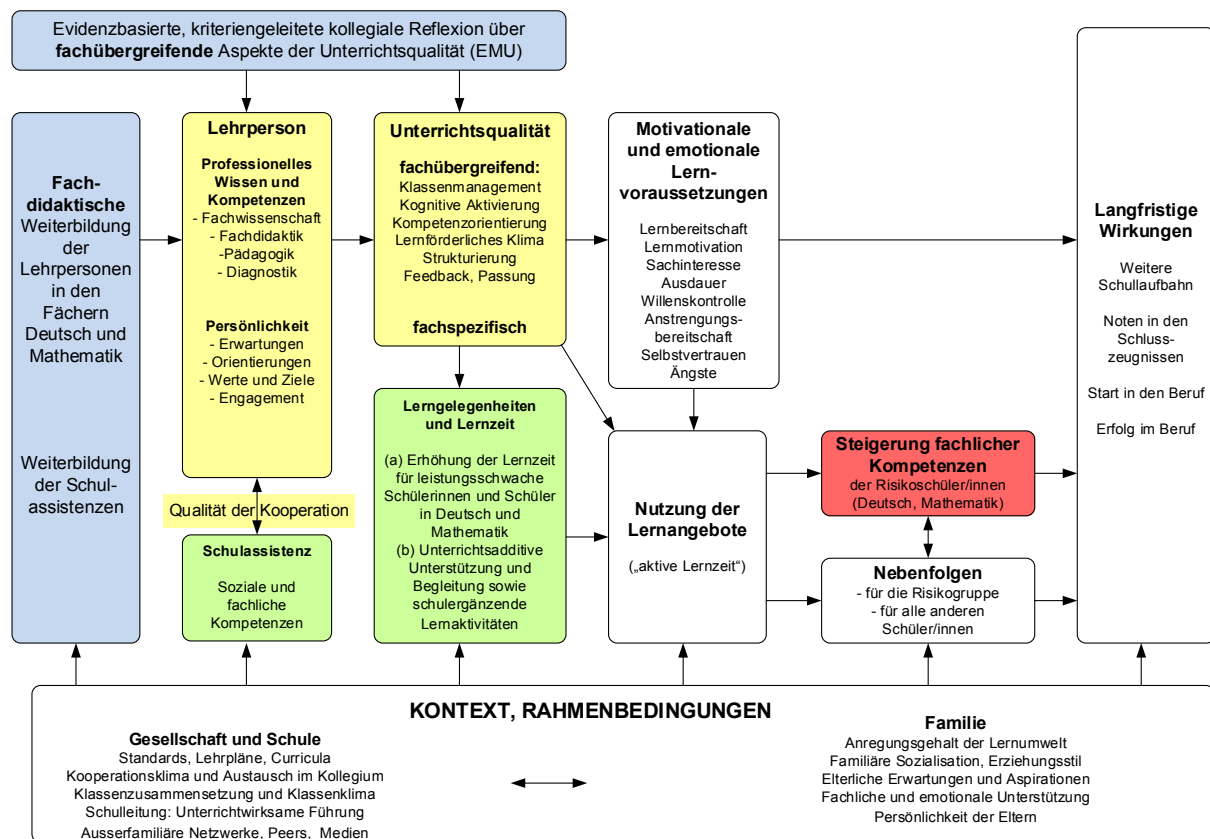 Evidenzbasierte, kriteriengeleitete kollegiale Reflexion über
fachübergreifende Aspekte der Unterrichtsqualität (EMU)
Fach-
didaktische
Weiterbildung
der
Lehrpersonen
in den
Fächern
Deutsch und
Mathematik
Weiterbildung
der Schul-
assistenzen
Lehrperson
Professionelles
Wissen und
Kompetenzen
- Fachwissenschaft
- Fachdidaktik
-Pädagogik
- Diagnostik
Persönlichkeit
- Erwartungen
- Orientierungen
- Werte und Ziele
- Engagement
Qualität der Kooperation
Schulassistenz
Soziale und
fachliche
Kompetenzen
Unterrichtsqualität
fachübergreifend:
Klassenmanagement
Kognitive Aktivierung
Kompetenzorientierung
Lernförderliches Klima
Strukturierung
Feedback, Passung
fachspezifisch
Lerngelegenheiten
und Lernzeit
(a) Erhöhung der Lernzeit
für leistungsschwache
Schülerinnen und Schüler
in Deutsch und
Mathematik
(b) Unterrichtsadditive
Unterstützung und
Begleitung sowie
schulergänzende
Lernaktivitäten
Motivationale
und emotionale
Lern-
voraussetzungen
Lernbereitschaft
Lernmotivation
Sachinteresse
Ausdauer
Willenskontrolle
Anstrengungs-
bereitschaft
Selbstvertrauen
Ängste
Nutzung der
Lernangebote
(„aktive Lernzeit“)
Steigerung fachlicher
Kompetenzen
der Risikoschüler/innen
(Deutsch, Mathematik)
Nebenfolgen
- für die Risikogruppe
- für alle anderen
Schüler/innen
Langfristige
Wirkungen
Weitere
Schullaufbahn
Noten in den
Schluss-
zeugnissen
Start in den Beruf
Erfolg im Beruf
KONTEXT, RAHMENBEDINGUNGEN
Gesellschaft und Schule
Standards, Lehrpläne, Curricula
Kooperationsklima und Austausch im Kollegium
Klassenzusammensetzung und Klassenklima
Schulleitung: Unterrichtwirksame Führung
Ausserfamiliäre Netzwerke, Peers, Medien
Familie
Anregungsgehalt der Lernumwelt
Familiäre Sozialisation, Erziehungsstil
Elterliche Erwartungen und Aspirationen
Fachliche und emotionale Unterstützung
Persönlichkeit der Eltern